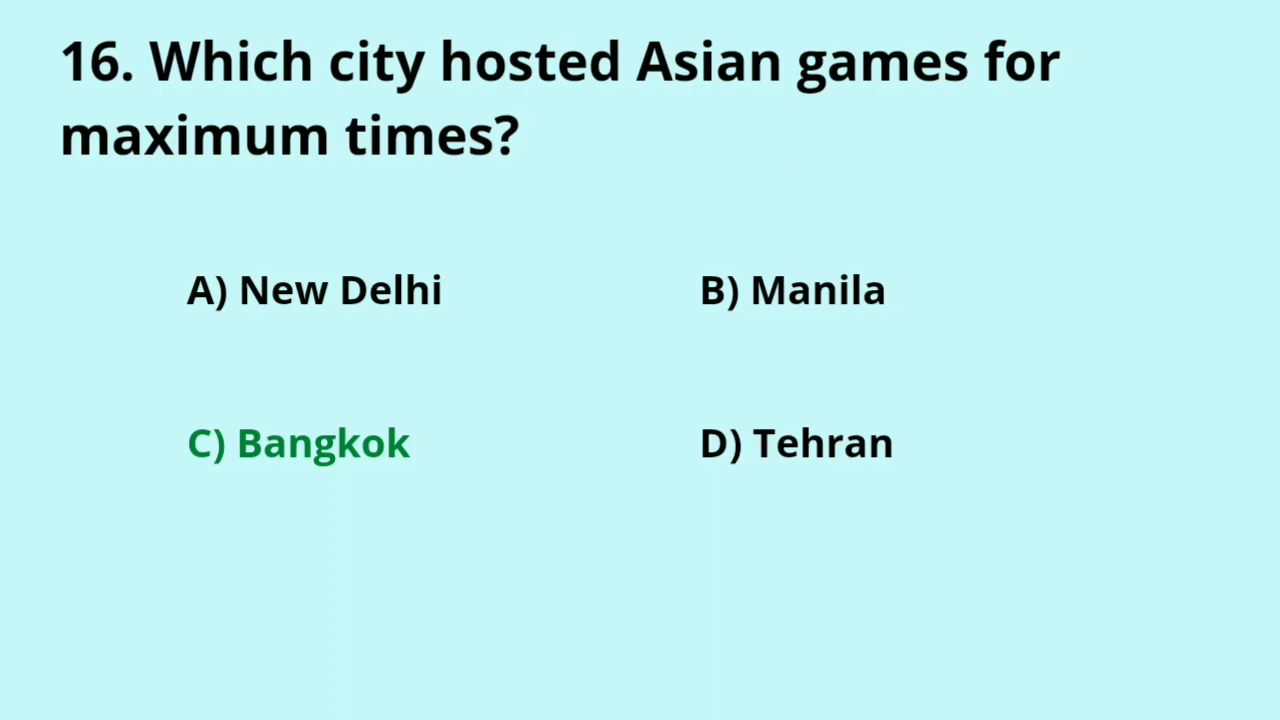 16. Which city hosted Asian games for
maximum times?
A) New Delhi
B) Manila
C) Bangkok
D) Tehran